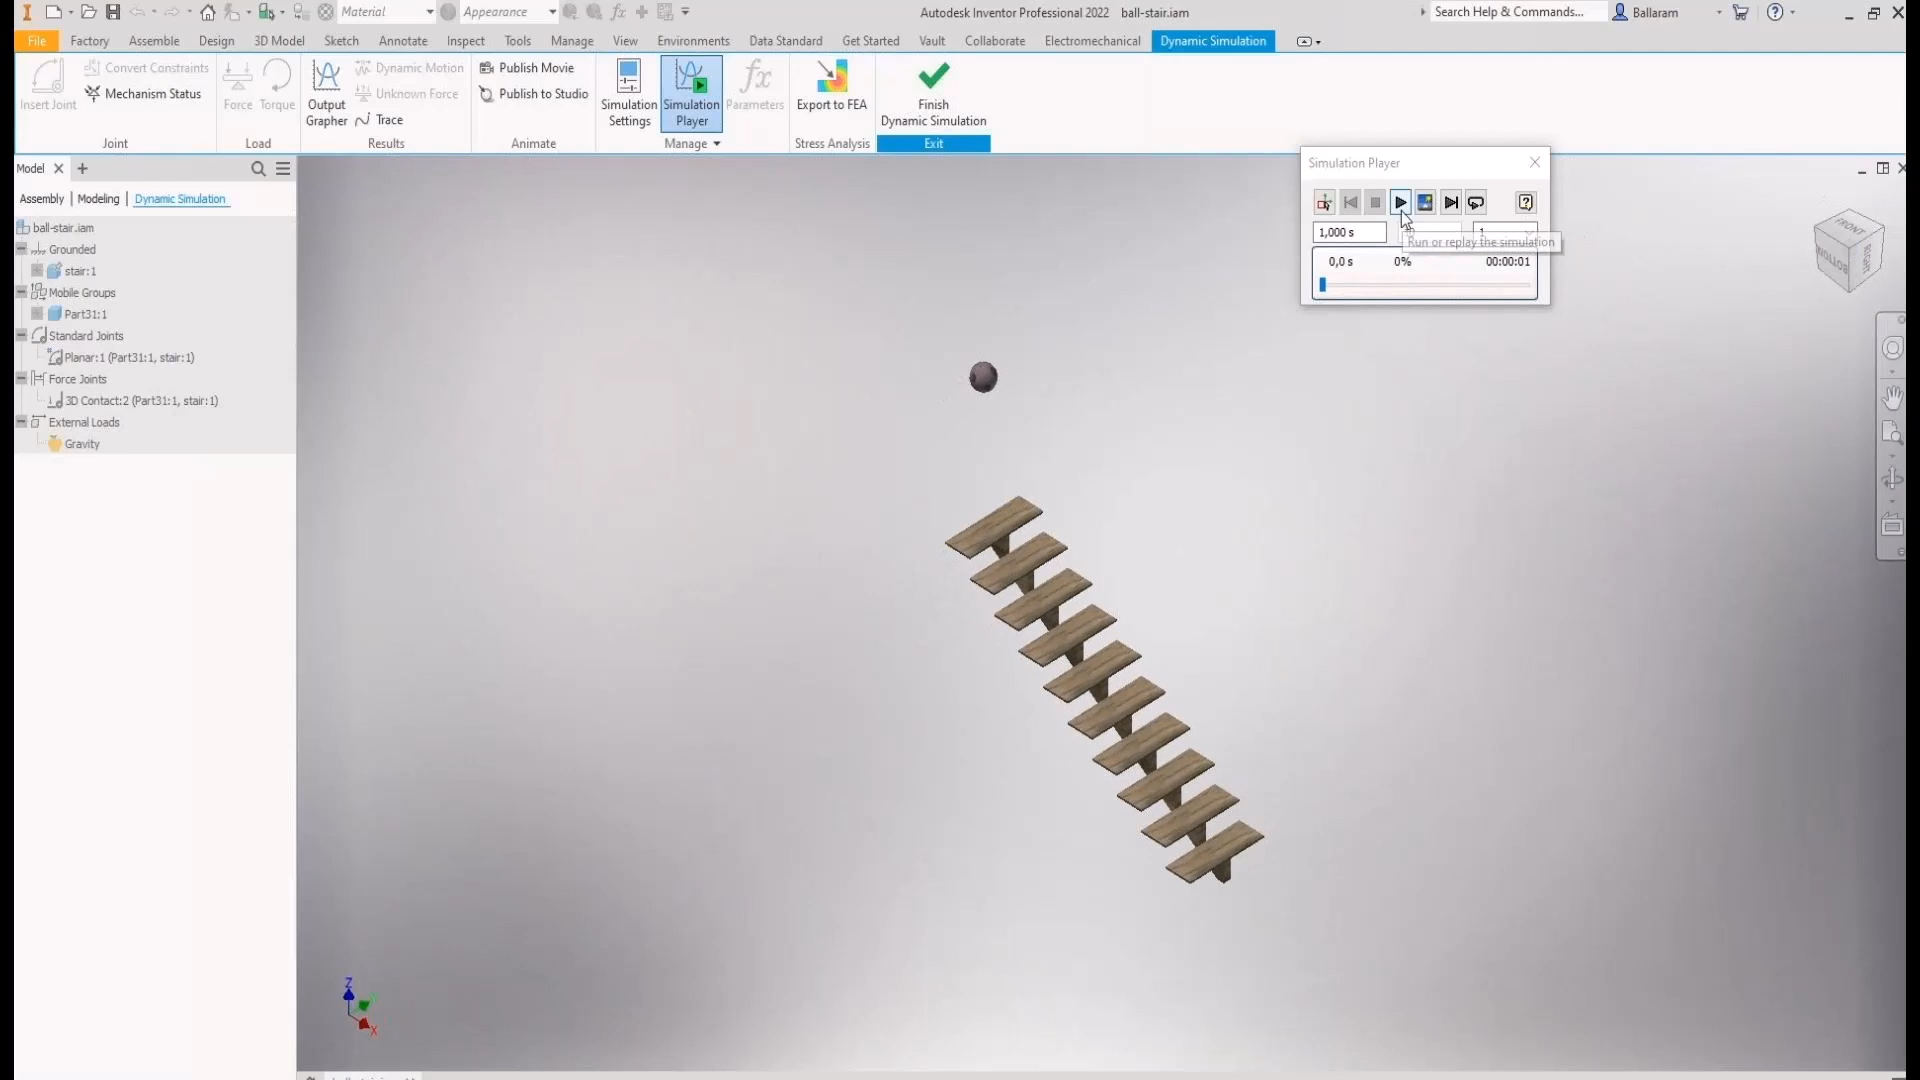 Material Appearance Autodesk Inventor Professional 2022 ball-stair.iam Search Help & Commands... Ballaram
File Factory Assemble Design 3D Model Sketch Annotate Inspect Tools Manage View Environments Data Standard Get Started Vault Collaborate Electromechanical Dynamic Simulation
Insert Joint
Convert Constraints
Mechanism Status
Joint
Force
Torque
Load
Output
Grapher
Dynamic Motion
Unknown Force
Trace
Results
Publish Movie
Publish to Studio
Animate
Simulation
Settings
Simulation
Player
Parameters
Manage
Export to FEA
Stress Analysis
Finish
Dynamic Simulation
Exit
Model
Assembly | Modeling | Dynamic Simulation
ball-stair.iam
Grounded
stair:1
Mobile Groups
Part31:1
Standard Joints
Planar:1 (Part31:1, stair:1)
Force Joints
3D Contact:2 (Part31:1, stair:1)
External Loads
Gravity
Simulation Player
1,000 s
Run or replay the simulation
0,0 s 0% 00:00:01
FRONT
RIGHT
BOTTOM
Z
X